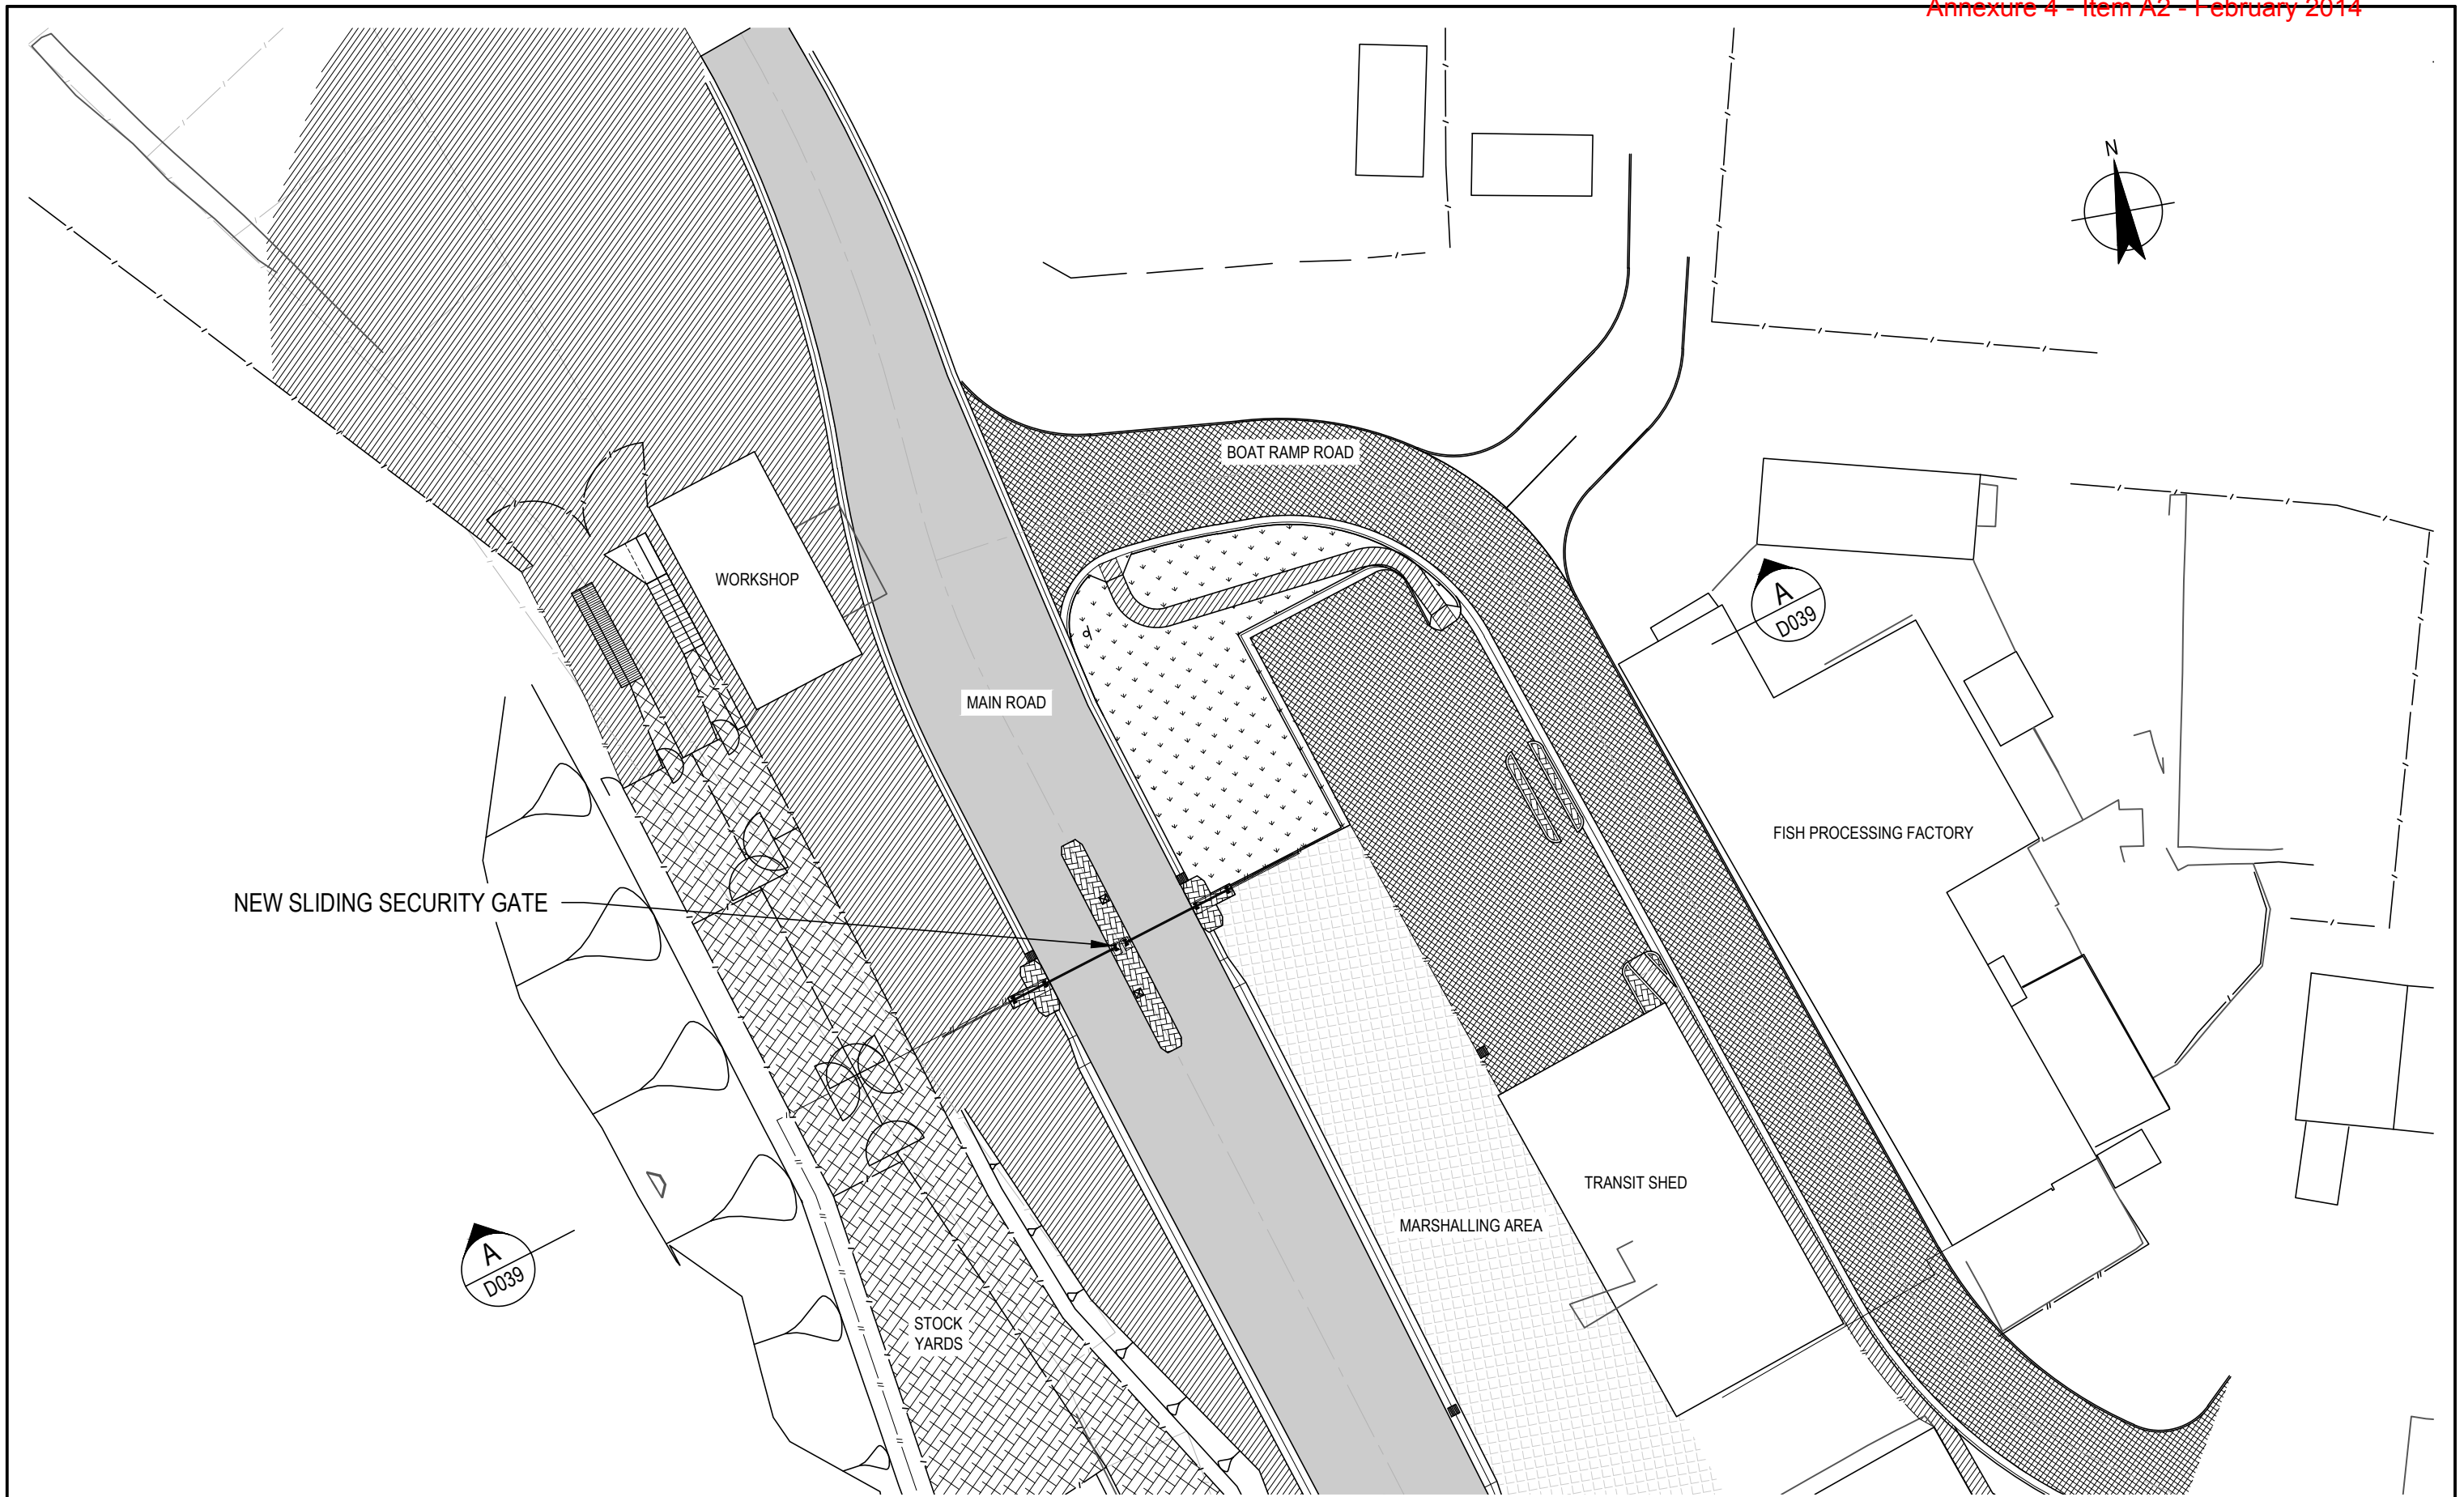 Annexure 4 - Item A2 - February 2014
N
BOAT RAMP ROAD
WORKSHOP
A
D039
MAIN ROAD
FISH PROCESSING FACTORY
NEW SLIDING SECURITY GATE
TRANSIT SHED
MARSHALLING AREA
A
D039
STOCK
YARDS